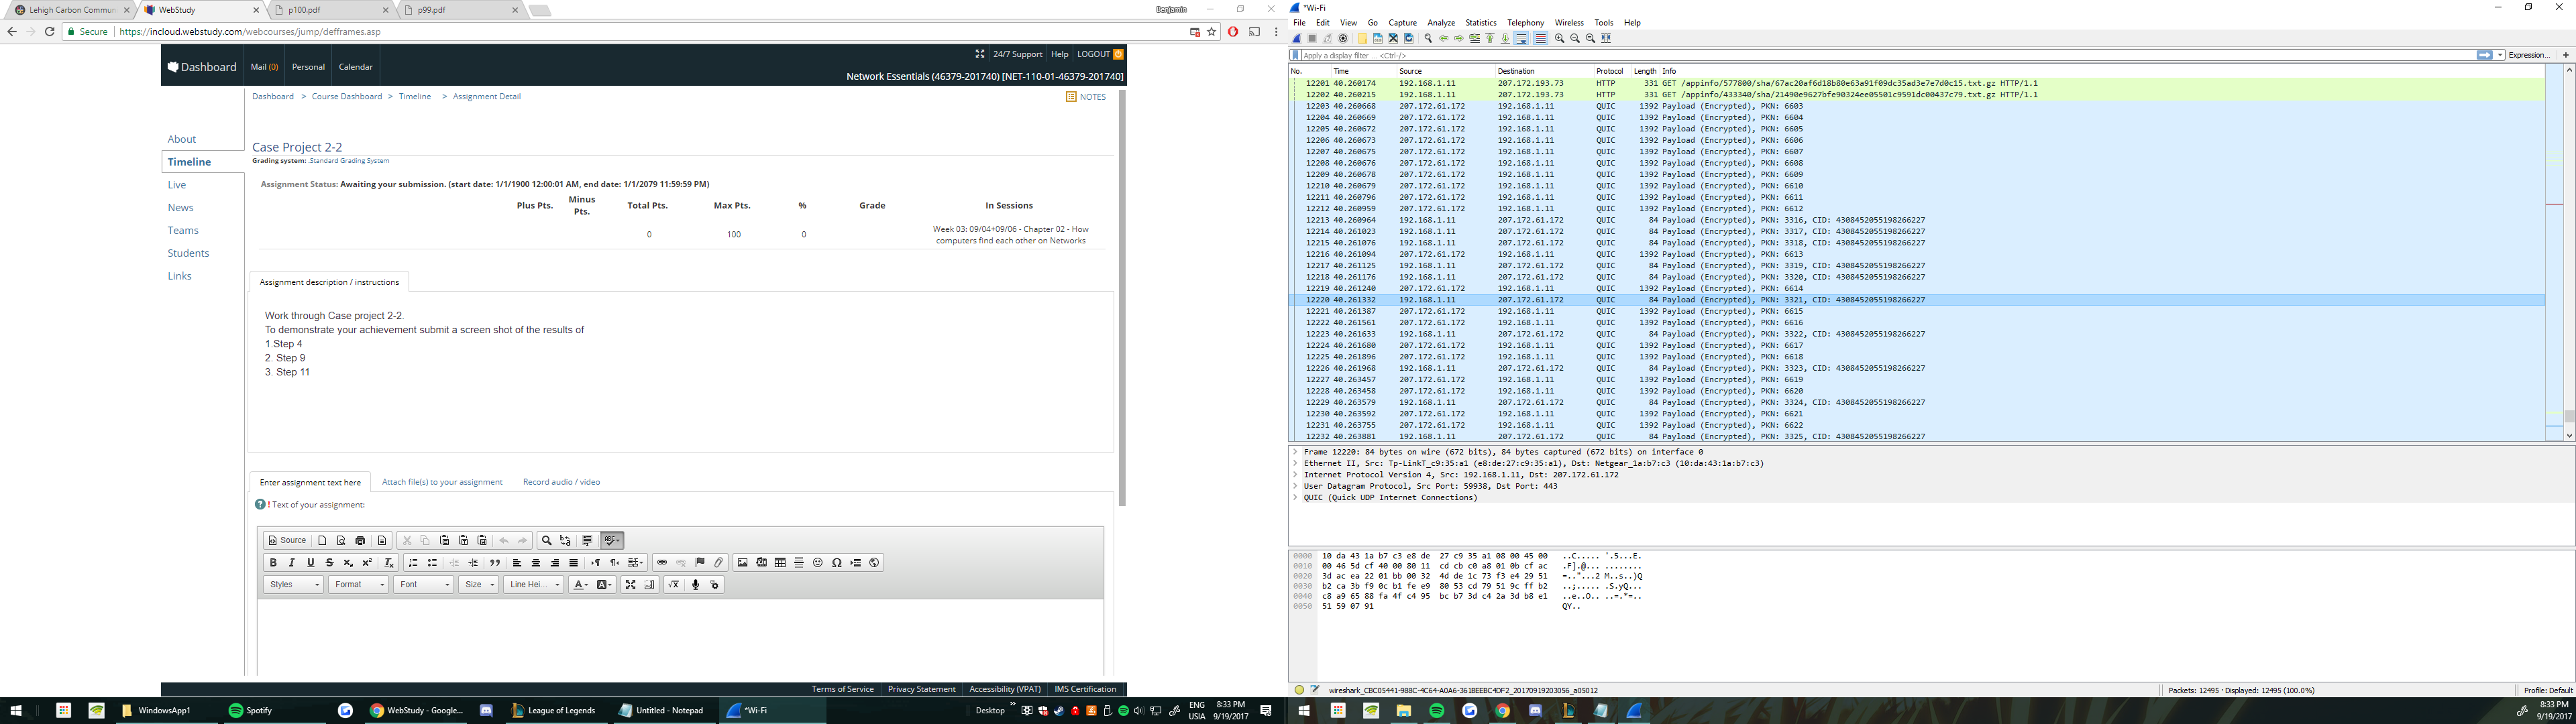 Lehigh Carbon Commun
WebStudy
p100.pdf
p99.pdf
Benjamin
Secure
https://incloud.webstudy.com/webcourses/jump/defframes.asp
Dashboard
Mail (0)
Personal
Calendar
24/7 Support
Help
LOGOUT
Network Essentials (46379-201740) [NET-110-01-46379-201740]
Dashboard > Course Dashboard > Timeline > Assignment Detail
NOTES
About
Timeline
Live
News
Teams
Students
Links
Case Project 2-2
Grading system: .Standard Grading System
Assignment Status: Awaiting your submission. (start date: 1/1/1900 12:00:01 AM, end date: 1/1/2079 11:59:59 PM)
Plus Pts. Minus Pts. Total Pts. Max Pts. % Grade In Sessions
0 100 0 Week 03: 09/04+09/06 - Chapter 02 - How
computers find each other on Networks
Assignment description / instructions
Work through Case project 2-2.
To demonstrate your achievement submit a screen shot of the results of
1.Step 4
2. Step 9
3. Step 11
Enter assignment text here
Attach file(s) to your assignment
Record audio / video
! Text of your assignment:
Source
Styles
Format
Font
Size
Line Hei...
Terms of Service
Privacy Statement
Accessibility (VPAT)
IMS Certification
WindowsApp1
Spotify
WebStudy - Google...
League of Legends
Untitled - Notepad
*Wi-Fi
Desktop
ENG
USIA
8:33 PM
9/19/2017
*Wi-Fi
File Edit View Go Capture Analyze Statistics Telephony Wireless Tools Help
Apply a display filter ... <Ctrl-/>
Expression...
No. Time Source Destination Protocol Length Info
12201 40.260174 192.168.1.11 207.172.193.73 HTTP 331 GET /appinfo/577800/sha/67ac20af6d18b80e63a91f09dc35ad3e7e7d0c15.txt.gz HTTP/1.1
12202 40.260215 192.168.1.11 207.172.193.73 HTTP 331 GET /appinfo/433340/sha/21490e9627bfe90324ee05501c9591dc00437c79.txt.gz HTTP/1.1
12203 40.260668 207.172.61.172 192.168.1.11 QUIC 1392 Payload (Encrypted), PKN: 6603
12204 40.260669 207.172.61.172 192.168.1.11 QUIC 1392 Payload (Encrypted), PKN: 6604
12205 40.260672 207.172.61.172 192.168.1.11 QUIC 1392 Payload (Encrypted), PKN: 6605
12206 40.260673 207.172.61.172 192.168.1.11 QUIC 1392 Payload (Encrypted), PKN: 6606
12207 40.260675 207.172.61.172 192.168.1.11 QUIC 1392 Payload (Encrypted), PKN: 6607
12208 40.260676 207.172.61.172 192.168.1.11 QUIC 1392 Payload (Encrypted), PKN: 6608
12209 40.260678 207.172.61.172 192.168.1.11 QUIC 1392 Payload (Encrypted), PKN: 6609
12210 40.260679 207.172.61.172 192.168.1.11 QUIC 1392 Payload (Encrypted), PKN: 6610
12211 40.260796 207.172.61.172 192.168.1.11 QUIC 1392 Payload (Encrypted), PKN: 6611
12212 40.260959 207.172.61.172 192.168.1.11 QUIC 1392 Payload (Encrypted), PKN: 6612
12213 40.260964 192.168.1.11 207.172.61.172 QUIC 84 Payload (Encrypted), PKN: 3316, CID: 4308452055198266227
12214 40.261023 192.168.1.11 207.172.61.172 QUIC 84 Payload (Encrypted), PKN: 3317, CID: 4308452055198266227
12215 40.261076 192.168.1.11 207.172.61.172 QUIC 84 Payload (Encrypted), PKN: 3318, CID: 4308452055198266227
12216 40.261094 207.172.61.172 192.168.1.11 QUIC 1392 Payload (Encrypted), PKN: 6613
12217 40.261125 192.168.1.11 207.172.61.172 QUIC 84 Payload (Encrypted), PKN: 3319, CID: 4308452055198266227
12218 40.261176 192.168.1.11 207.172.61.172 QUIC 84 Payload (Encrypted), PKN: 3320, CID: 4308452055198266227
12219 40.261240 207.172.61.172 192.168.1.11 QUIC 1392 Payload (Encrypted), PKN: 6614
12220 40.261332 192.168.1.11 207.172.61.172 QUIC 84 Payload (Encrypted), PKN: 3321, CID: 4308452055198266227
12221 40.261387 207.172.61.172 192.168.1.11 QUIC 1392 Payload (Encrypted), PKN: 6615
12222 40.261561 207.172.61.172 192.168.1.11 QUIC 1392 Payload (Encrypted), PKN: 6616
12223 40.261633 192.168.1.11 207.172.61.172 QUIC 84 Payload (Encrypted), PKN: 3322, CID: 4308452055198266227
12224 40.261680 207.172.61.172 192.168.1.11 QUIC 1392 Payload (Encrypted), PKN: 6617
12225 40.261896 207.172.61.172 192.168.1.11 QUIC 1392 Payload (Encrypted), PKN: 6618
12226 40.261968 192.168.1.11 207.172.61.172 QUIC 84 Payload (Encrypted), PKN: 3323, CID: 4308452055198266227
12227 40.263457 207.172.61.172 192.168.1.11 QUIC 1392 Payload (Encrypted), PKN: 6619
12228 40.263458 207.172.61.172 192.168.1.11 QUIC 1392 Payload (Encrypted), PKN: 6620
12229 40.263579 192.168.1.11 207.172.61.172 QUIC 84 Payload (Encrypted), PKN: 3324, CID: 4308452055198266227
12230 40.263592 207.172.61.172 192.168.1.11 QUIC 1392 Payload (Encrypted), PKN: 6621
12231 40.263755 207.172.61.172 192.168.1.11 QUIC 1392 Payload (Encrypted), PKN: 6622
12232 40.263881 192.168.1.11 207.172.61.172 QUIC 84 Payload (Encrypted), PKN: 3325, CID: 4308452055198266227
Frame 12220: 84 bytes on wire (672 bits), 84 bytes captured (672 bits) on interface 0
Ethernet II, Src: Tp-LinkT_c9:35:a1 (e8:de:27:c9:35:a1), Dst: Netgear_1a:b7:c3 (10:da:43:1a:b7:c3)
Internet Protocol Version 4, Src: 192.168.1.11, Dst: 207.172.61.172
User Datagram Protocol, Src Port: 59938, Dst Port: 443
QUIC (Quick UDP Internet Connections)
0000 10 da 43 1a b7 c3 e8 de 27 c9 35 a1 08 00 45 00 ..C..... '.5...E.
0010 00 46 5d cf 40 00 80 11 cd cb c0 a8 01 0b cf ac .F].@... ........
0020 3d ac ea 22 01 bb 00 32 4d de 1c 73 f3 e4 29 51 =.."...2 M..s..)Q
0030 b2 ca 3b f9 0c b1 fe e9 80 53 cd 79 51 9c ff b2 ..;..... .S.yQ...
0040 c8 a9 65 88 fa 4f c4 95 bc b7 3d c4 2a 3d b8 e1 ..e..O.. ..=.*=..
0050 51 59 07 91 QY..
wireshark_CBC05441-988C-4C64-A0A6-361BEEBC4DF2_20170919203056_a05012
Packets: 12495 · Displayed: 12495 (100.0%)
Profile: Default
8:33 PM
9/19/2017